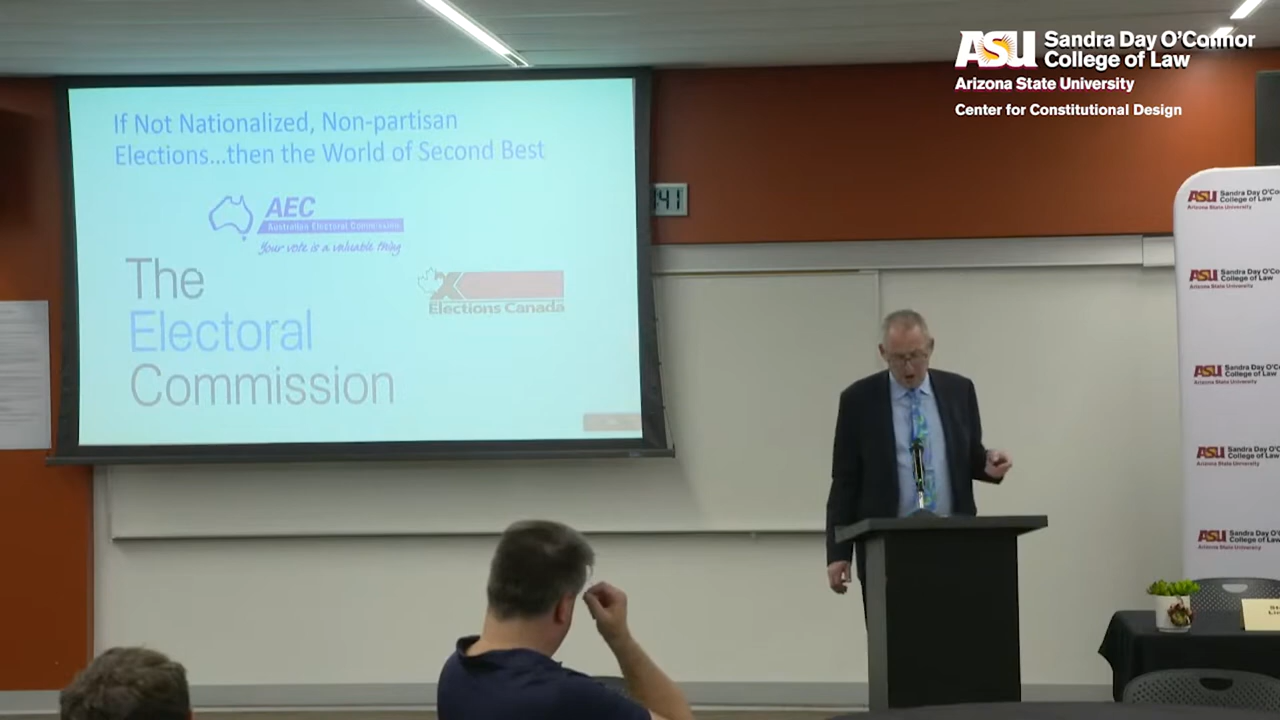 If Not Nationalized, Non-partisan
Elections...then the World of Second Best
AEC
Australian Electoral Commission
Your vote is a valuable thing
The
Electoral
Commission
X
Elections Canada
41
ASU Sandra Day O'Connor
College of Law
Arizona State University
Center for Constitutional Design
ASU Sandra Day O'Co
College of Law
Arizona State University
ASU Sandra Day O'Co
College of Law
Arizona State University
ASU Sandra Day O'Co
College of Law
Arizona State University
ASU Sandra Day O'C
College of Law
Arizona State University
ASU Sandra Day O'
College of Law
Arizona State University